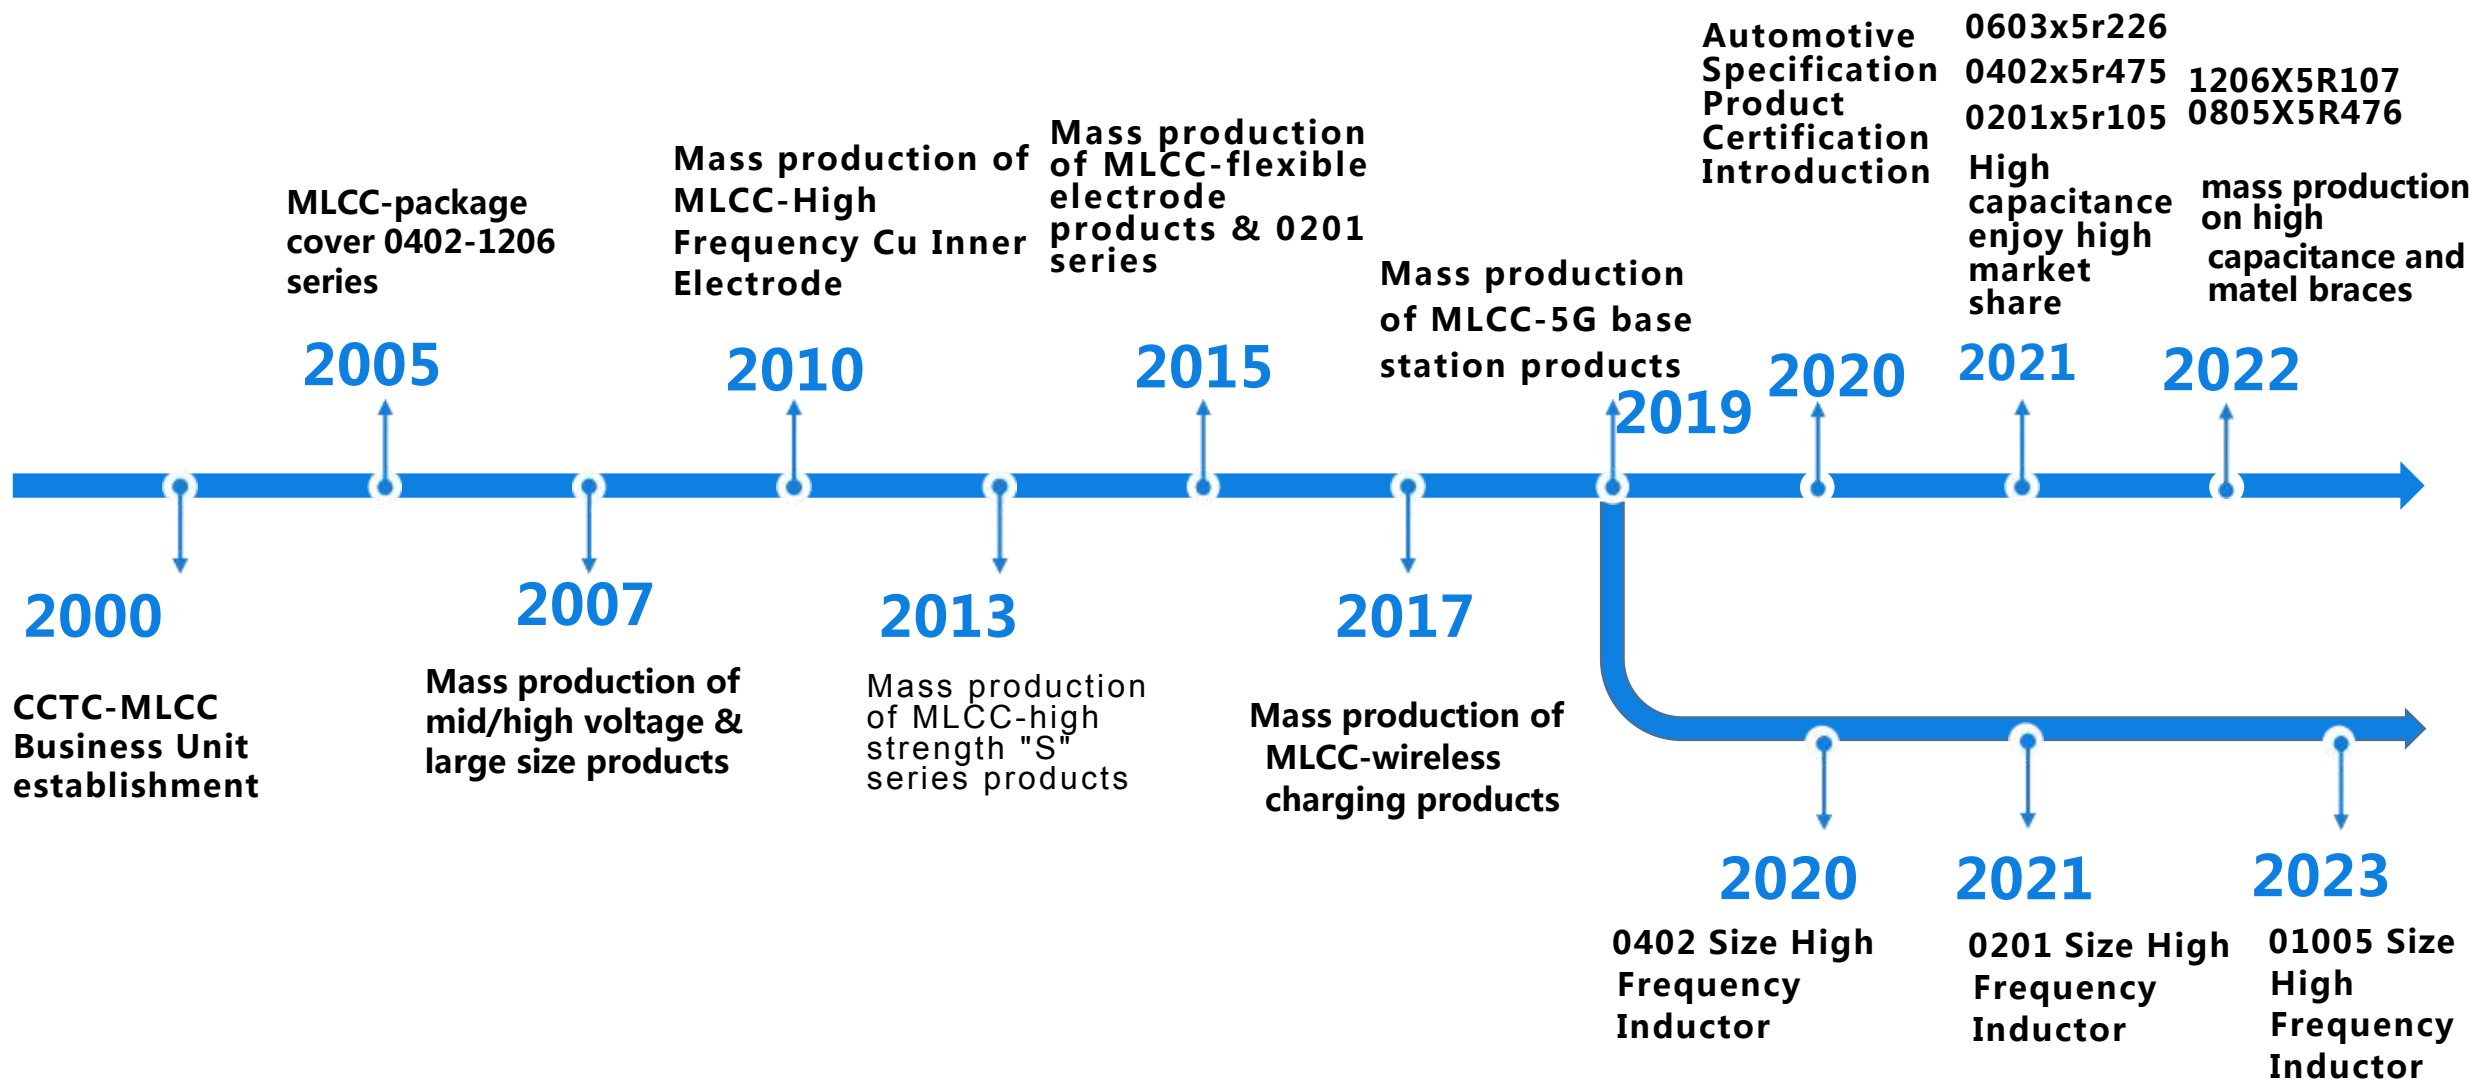 2000
CCTC-MLCC
Business Unit
establishment
MLCC-package
cover 0402-1206
series
2005
2007
Mass production of
mid/high voltage &
large size products
Mass production of
MLCC-High
Frequency Cu Inner
Electrode
2010
2013
Mass production
of MLCC-high
strength "S"
series products
Mass production
of MLCC-flexible
electrode
products & 0201
series
2015
2017
Mass production of
MLCC-wireless
charging products
Mass production
of MLCC-5G base
station products
2019
Automotive
Specification
Product
Certification
Introduction
2020
0603x5r226
0402x5r475
0201x5r105
High
capacitance
enjoy high
market
share
2021
1206X5R107
0805X5R476
mass production
on high
capacitance and
matel braces
2022
2020
0402 Size High
Frequency
Inductor
2021
0201 Size High
Frequency
Inductor
2023
01005 Size
High
Frequency
Inductor